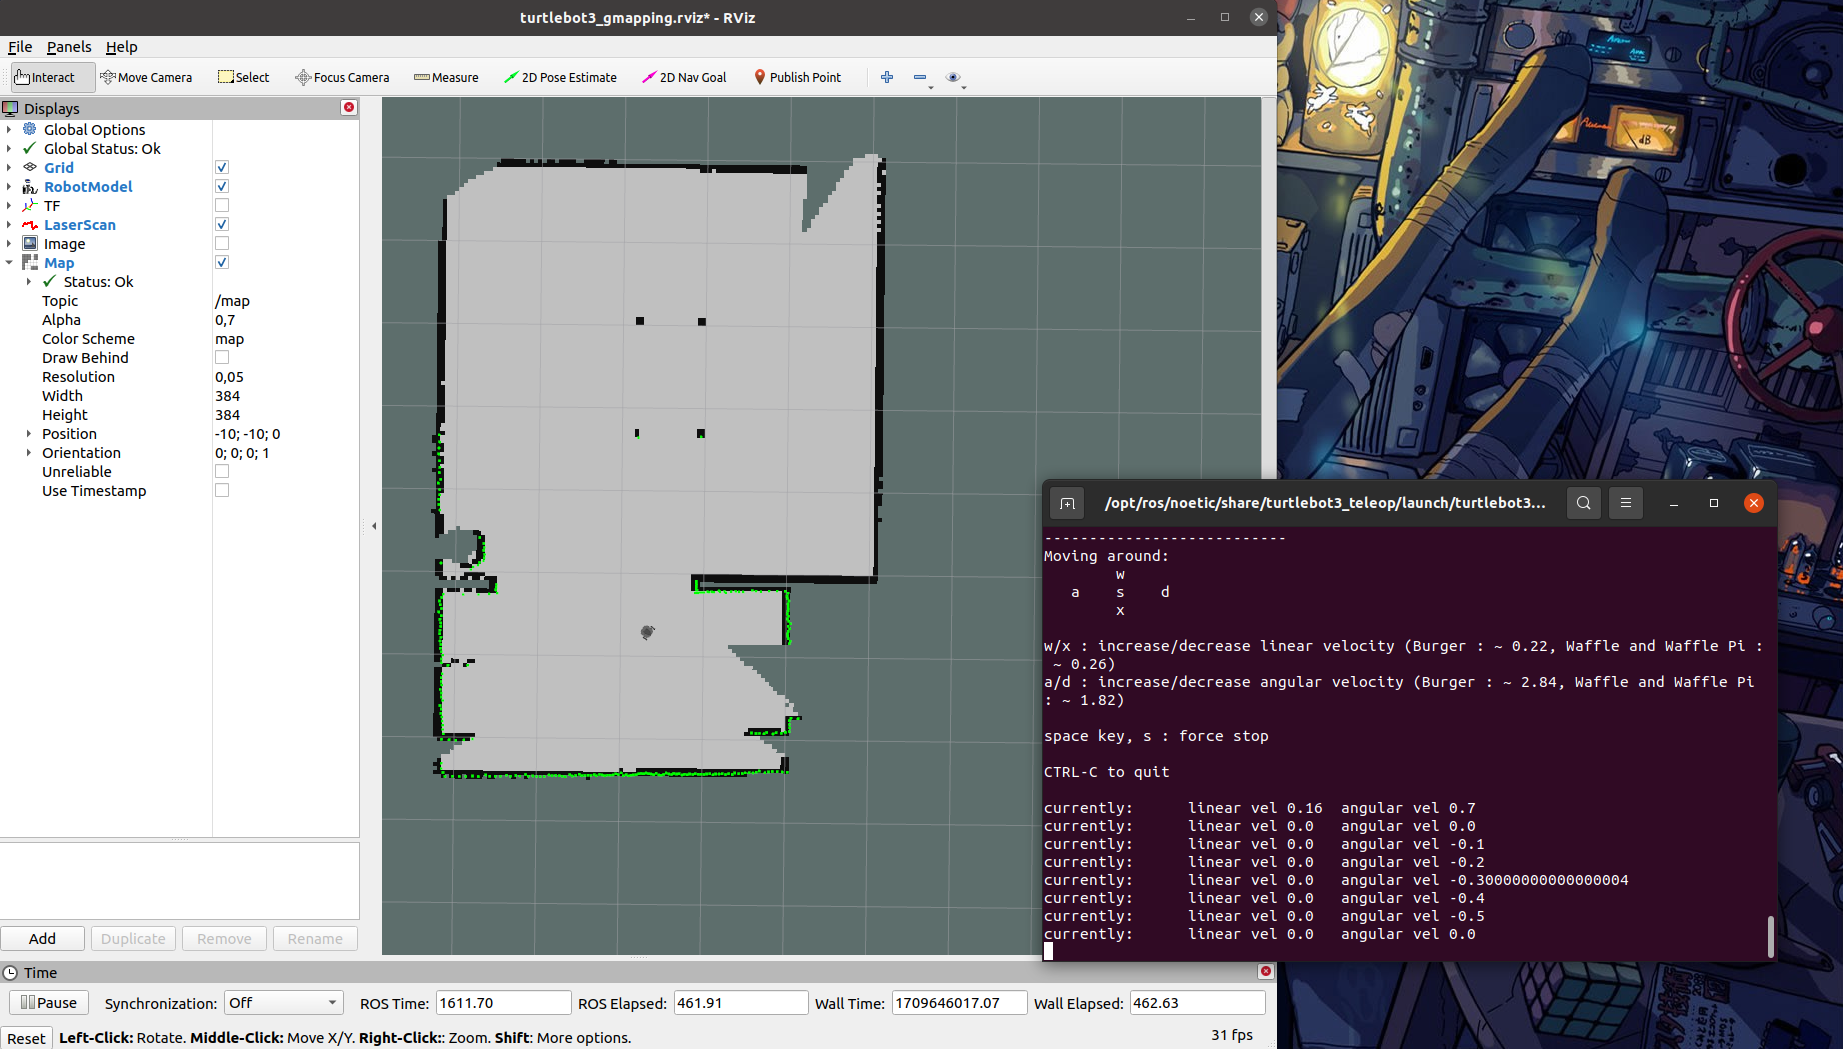 turtlebot3_gmapping.rviz* - RViz
File Panels Help
Interact Move Camera Select Focus Camera Measure 2D Pose Estimate 2D Nav Goal Publish Point
Displays
Global Options
Global Status: Ok
Grid
RobotModel
TF
LaserScan
Image
Map
Status: Ok
Topic /map
Alpha 0,7
Color Scheme map
Draw Behind
Resolution 0,05
Width 384
Height 384
Position -10; -10; 0
Orientation 0; 0; 0; 1
Unreliable
Use Timestamp
Add Duplicate Remove Rename
/opt/ros/noetic/share/turtlebot3_teleop/launch/turtlebot3...
---------------------------
Moving around:
w
a s d
x
w/x : increase/decrease linear velocity (Burger : ~ 0.22, Waffle and Waffle Pi :
~ 0.26)
a/d : increase/decrease angular velocity (Burger : ~ 2.84, Waffle and Waffle Pi
: ~ 1.82)
space key, s : force stop
CTRL-C to quit
currently: linear vel 0.16 angular vel 0.7
currently: linear vel 0.0 angular vel 0.0
currently: linear vel 0.0 angular vel -0.1
currently: linear vel 0.0 angular vel -0.2
currently: linear vel 0.0 angular vel -0.30000000000000004
currently: linear vel 0.0 angular vel -0.4
currently: linear vel 0.0 angular vel -0.5
currently: linear vel 0.0 angular vel 0.0
Time
Pause Synchronization: Off ROS Time: 1611.70 ROS Elapsed: 461.91 Wall Time: 1709646017.07 Wall Elapsed: 462.63
Reset Left-Click: Rotate. Middle-Click: Move X/Y. Right-Click:: Zoom. Shift: More options. 31 fps
dB